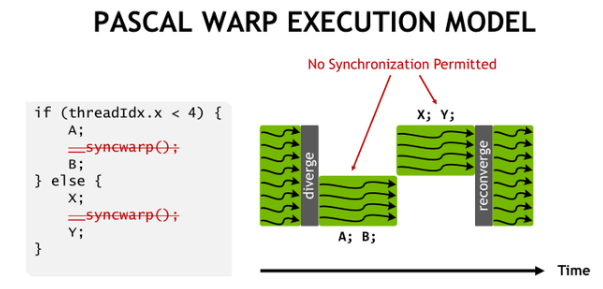 PASCAL WARP EXECUTION MODEL
No Synchronization Permitted
if (threadIdx.x < 4) {
A;
__syncwarp();
B;
} else {
X;
__syncwarp();
Y;
}
X; Y;
diverge
reconverge
A; B;
Time